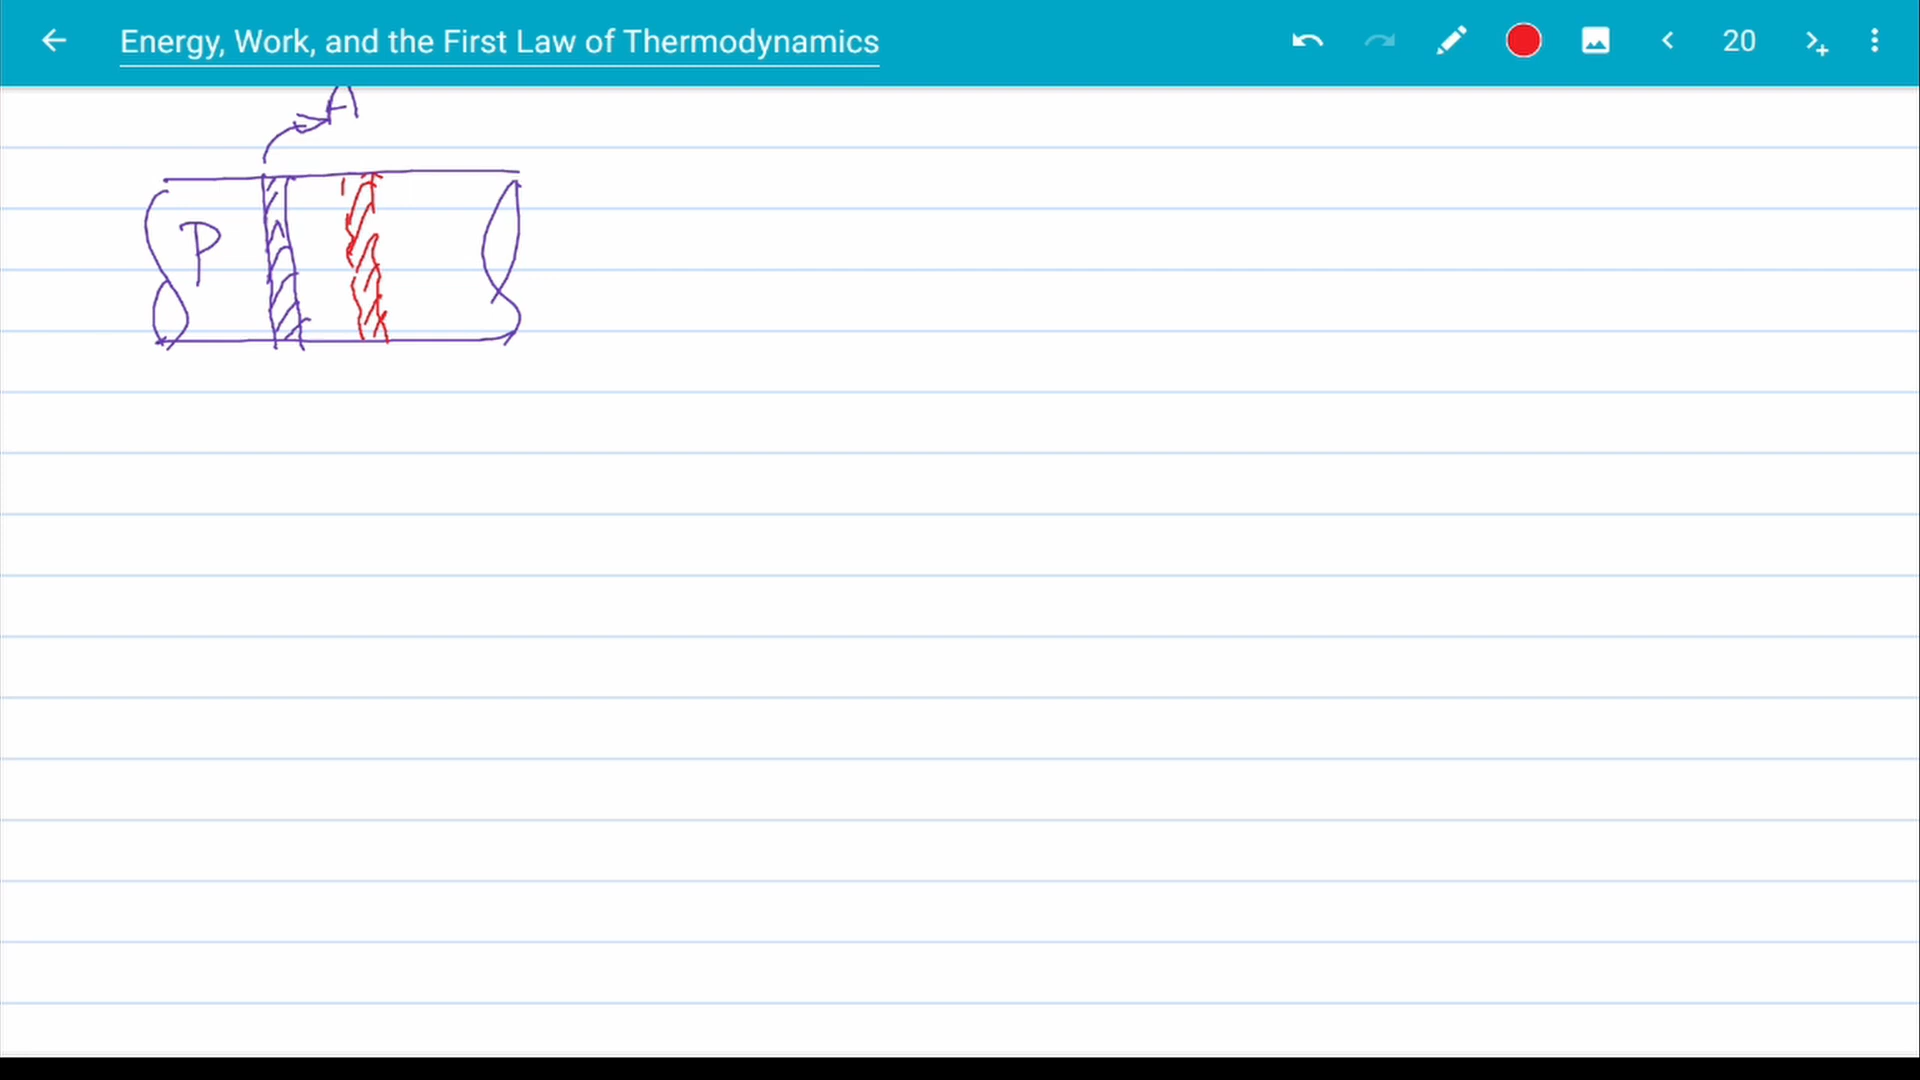 Energy, Work, and the First Law of Thermodynamics
20
A
P